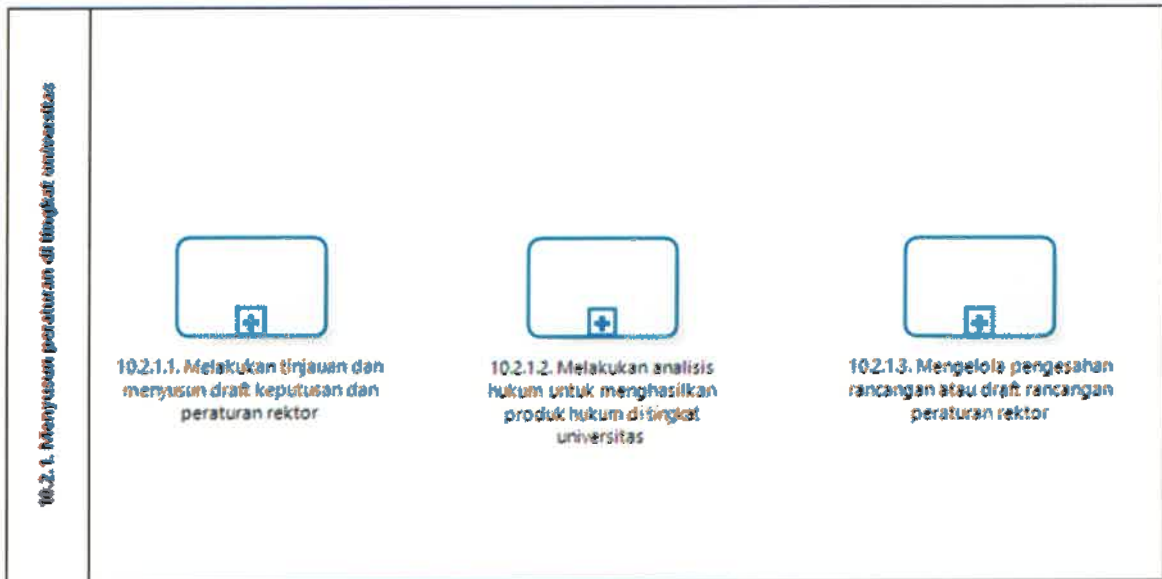 10.2.1. Menyusun peraturan di tingkat universitas
10.2.1.1. Melakukan tinjauan dan
menyusun draft keputusan dan
peraturan rektor
10.2.1.2. Melakukan analisis
hukum untuk menghasilkan
produk hukum di tingkat
universitas
10.2.1.3. Mengelola pengesahan
rancangan atau draft rancangan
peraturan rektor